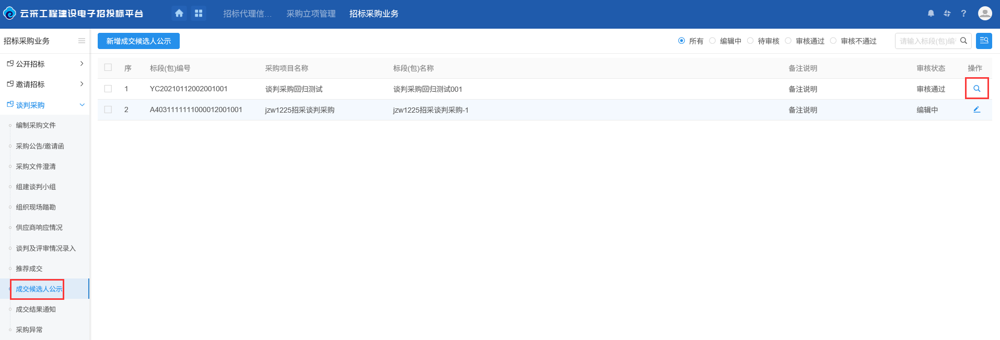 云采工程建设电子招投标平台
招标代理信... 采购立项管理 招标采购业务
招标采购业务
新增成交候选人公示
所有 编辑中 待审核 审核通过 审核不通过
请输入标段(包)编
公开招标
邀请招标
谈判采购
编制采购文件
采购公告/邀请函
采购文件澄清
组建谈判小组
组织现场踏勘
供应商响应情况
谈判及评审情况录入
推荐成交
成交候选人公示
成交结果通知
采购异常
序 标段(包)编号 采购项目名称 标段(包)名称 备注说明 审核状态 操作
1 YC20210112002001001 谈判采购回归测试 谈判采购回归测试001 备注说明 审核通过
2 A4031111111000012001001 jzw1225招采谈判采购 jzw1225招采谈判采购-1 备注说明 编辑中